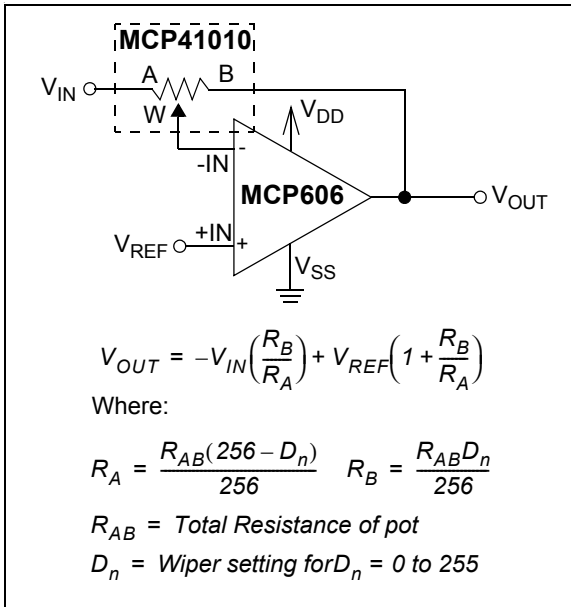 MCP41010
A B
V_IN
W
V_DD
-IN -
MCP606
V_OUT
+IN
V_REF +
V_SS
V_OUT = −V_IN(R_B/R_A) + V_REF(1 + R_B/R_A)
Where:
R_A = R_AB(256 − D_n)/256 R_B = R_AB D_n/256
R_AB = Total Resistance of pot
D_n = Wiper setting forD_n = 0 to 255